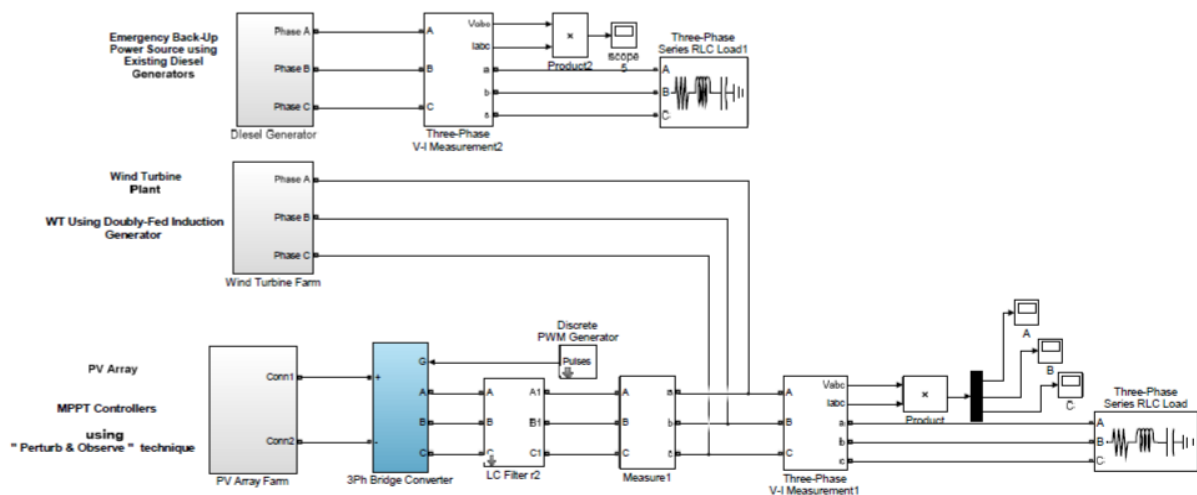 Emergency Back-Up
Power Source using
Existing Diesel
Generators
Phase A
Phase B
Phase C
DIesel Generator
A
B
C
Vabc
Iabc
a
b
Three-Phase
V-I Measurement2
x
Product2
scope
5
Three-Phase
Series RLC Load1
A
B
C
Wind Turbine
Plant
WT Using Doubly-Fed Induction
Generator
Phase A
Phase B
Phase C
Wind Turbine Farm
PV Array
MPPT Controllers
using
" Perturb & Observe " technique
Conn1
Conn2
PV Array Farm
+
-
G
A
B
C
3Ph Bridge Converter
Discrete
PWM Generator
Pulses
A
B
C
A1
B1
C1
LC Filter r2
A
B
C
a
b
Measure1
A
B
C
Vabc
Iabc
a
b
c
Three-Phase
V-I Measurement1
x
Product
A
B
C
Three-Phase
Series RLC Load
A
B
C